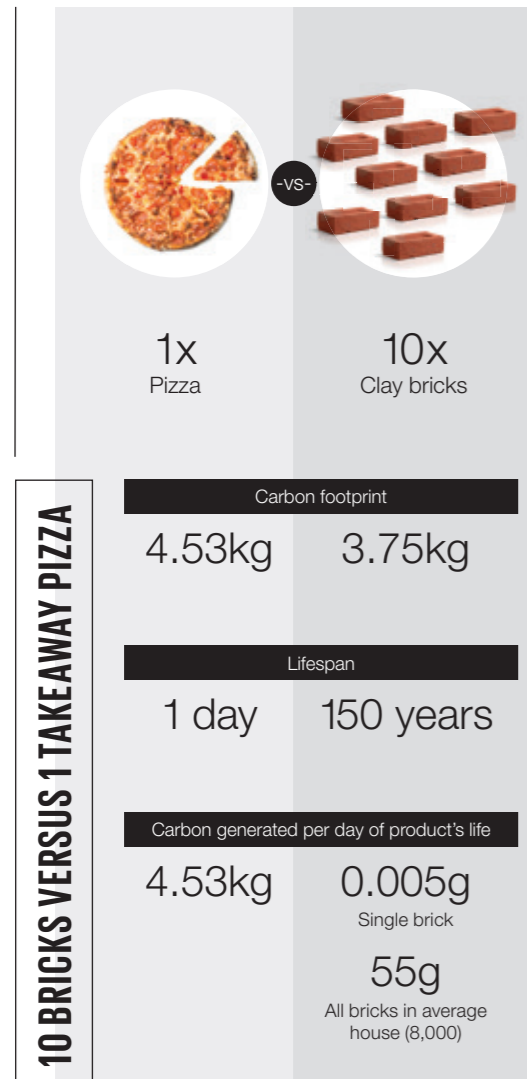 -vs-
1x
Pizza
10x
Clay bricks
10 BRICKS VERSUS 1 TAKEAWAY PIZZA
Carbon footprint
4.53kg
3.75kg
Lifespan
1 day
150 years
Carbon generated per day of product's life
4.53kg
0.005g
Single brick
55g
All bricks in average
house (8,000)